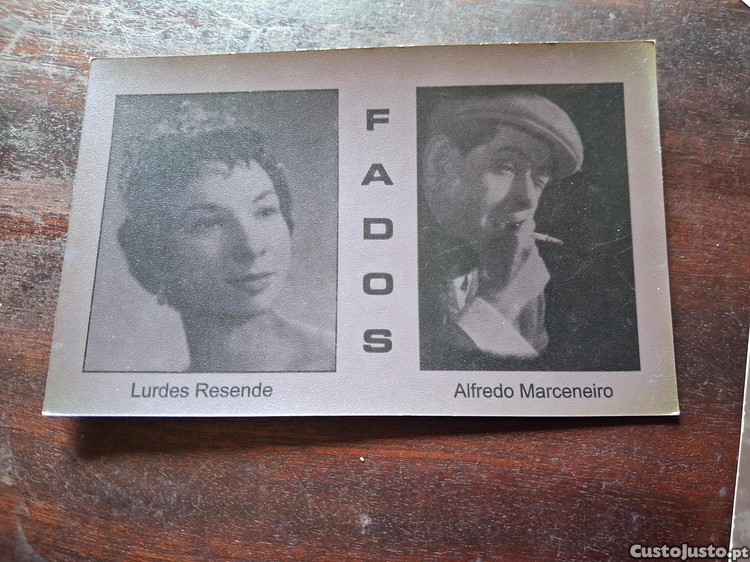 FADOS
Lurdes Resende
Alfredo Marceneiro
CustoJusto.pt